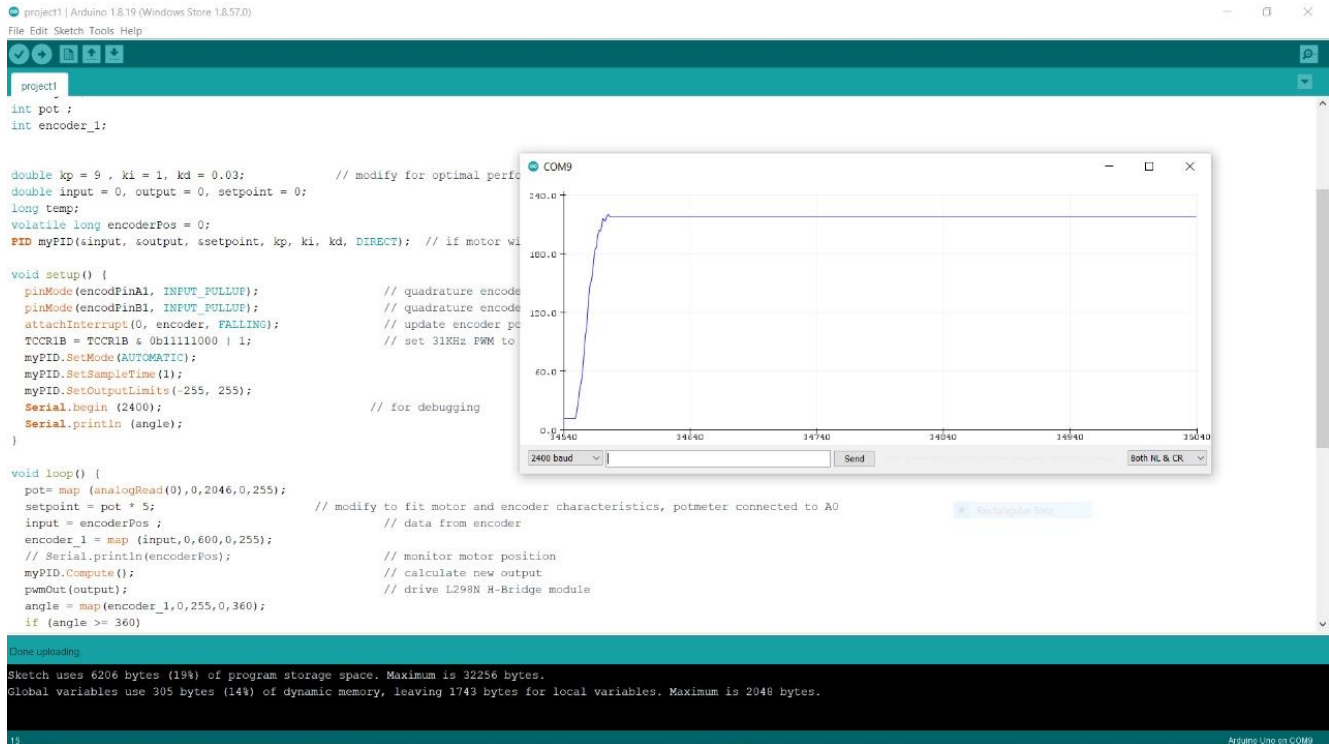 project1 | Arduino 1.8.19 (Windows Store 1.8.57.0)
File Edit Sketch Tools Help
project1
int pot ;
int encoder_1;
double kp = 9 , ki = 1, kd = 0.03; // modify for optimal perfo
double input = 0, output = 0, setpoint = 0;
long temp;
volatile long encoderPos = 0;
PID myPID(&input, &output, &setpoint, kp, ki, kd, DIRECT); // if motor wi
void setup() {
pinMode(encodPinA1, INPUT_PULLUP); // quadrature encode
pinMode(encodPinB1, INPUT_PULLUP); // quadrature encode
attachInterrupt(0, encoder, FALLING); // update encoder po
TCCR1B = TCCR1B & 0b11111000 | 1; // set 31KHz PWM to
myPID.SetMode(AUTOMATIC);
myPID.SetSampleTime(1);
myPID.SetOutputLimits(-255, 255);
Serial.begin (2400); // for debugging
Serial.println (angle);
}
void loop() {
pot= map (analogRead(0),0,2046,0,255);
setpoint = pot * 5; // modify to fit motor and encoder characteristics, potmeter connected to A0
input = encoderPos ; // data from encoder
encoder_1 = map (input,0,600,0,255);
// Serial.println(encoderPos); // monitor motor position
myPID.Compute(); // calculate new output
pwmOut(output); // drive L298N H-Bridge module
angle = map(encoder_1,0,255,0,360);
if (angle >= 360)
COM9
240.0
180.0
120.0
60.0
0.0
34540 34640 34740 34840 34940 35040
2400 baud Send Both NL & CR
Rectangular Snip
Done uploading.
Sketch uses 6206 bytes (19%) of program storage space. Maximum is 32256 bytes.
Global variables use 305 bytes (14%) of dynamic memory, leaving 1743 bytes for local variables. Maximum is 2048 bytes.
15 Arduino Uno on COM9